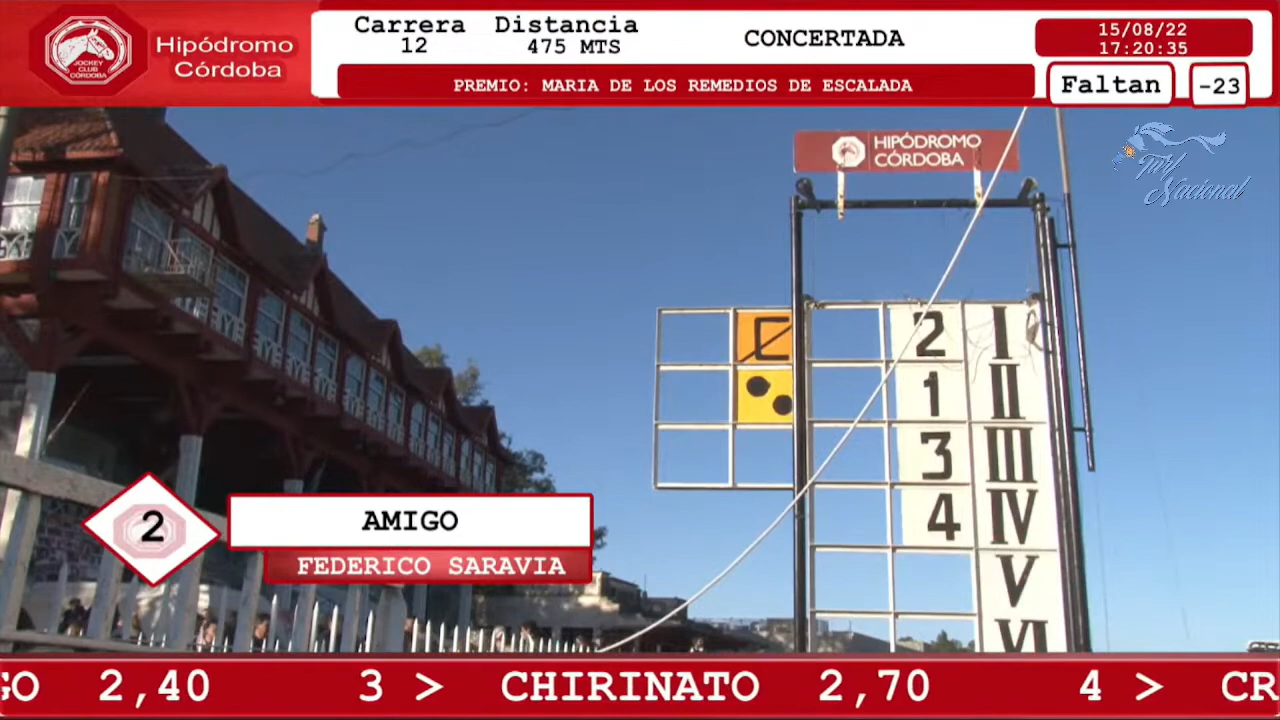 JOCKEY
CLUB
CÓRDOBA
Hipódromo
Córdoba
Carrera
12
Distancia
475 MTS
CONCERTADA
15/08/22
17:20:35
PREMIO: MARIA DE LOS REMEDIOS DE ESCALADA
Faltan
-23
HIPÓDROMO
CÓRDOBA
TM
Nacional
C
2 I
1 II
3 III
4 IV
V
VI
2
AMIGO
FEDERICO SARAVIA
GO 2,40 3 > CHIRINATO 2,70 4 > CR